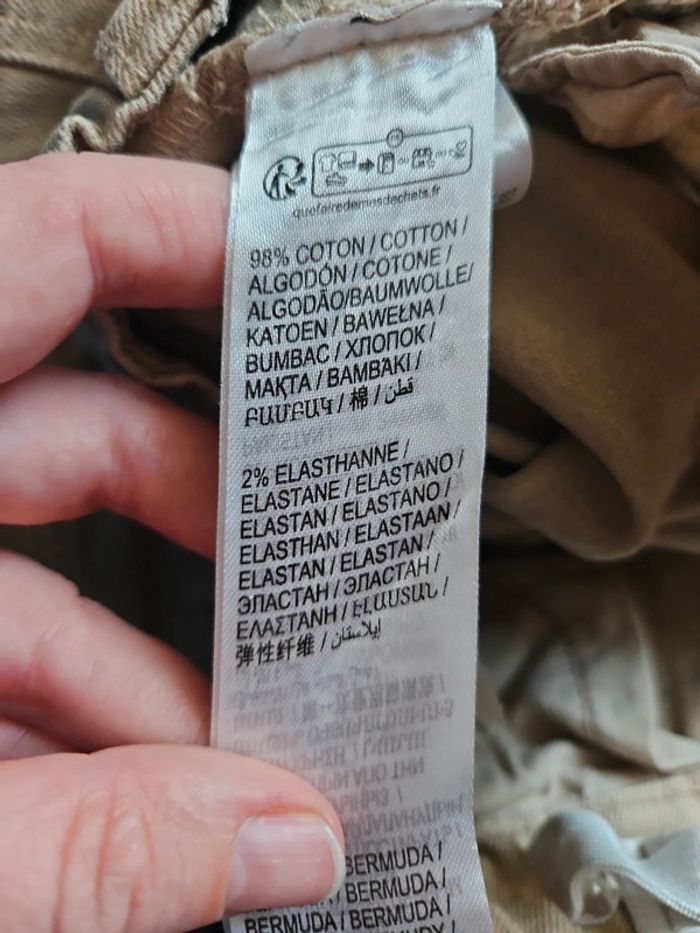 quefairedemesdechets.fr
98% COTON / COTTON /
ALGODÓN / COTONE /
ALGODÃO/BAUMWOLLE/
KATOEN / BAWEŁNA /
BUMBAC / ХЛОПОК /
МАҚТА / ΒΑΜΒΆΚΙ /
ԲԱՄԲԱԿ / 棉 / قطن
2% ELASTHANNE /
ELASTANE / ELASTANO /
ELASTAN / ELASTANO /
ELASTHAN / ELASTAAN /
ELASTAN / ELASTAN /
ЭЛАСТАН / ЭЛАСТАН /
ΕΛΑΣΤΑΝΗ / ԷԼԱՍՏԱՆ /
弹性纤维 / إيلاستان
BERMUDA /
/ BERMUDA /
BERMUDA / BERMUDA /